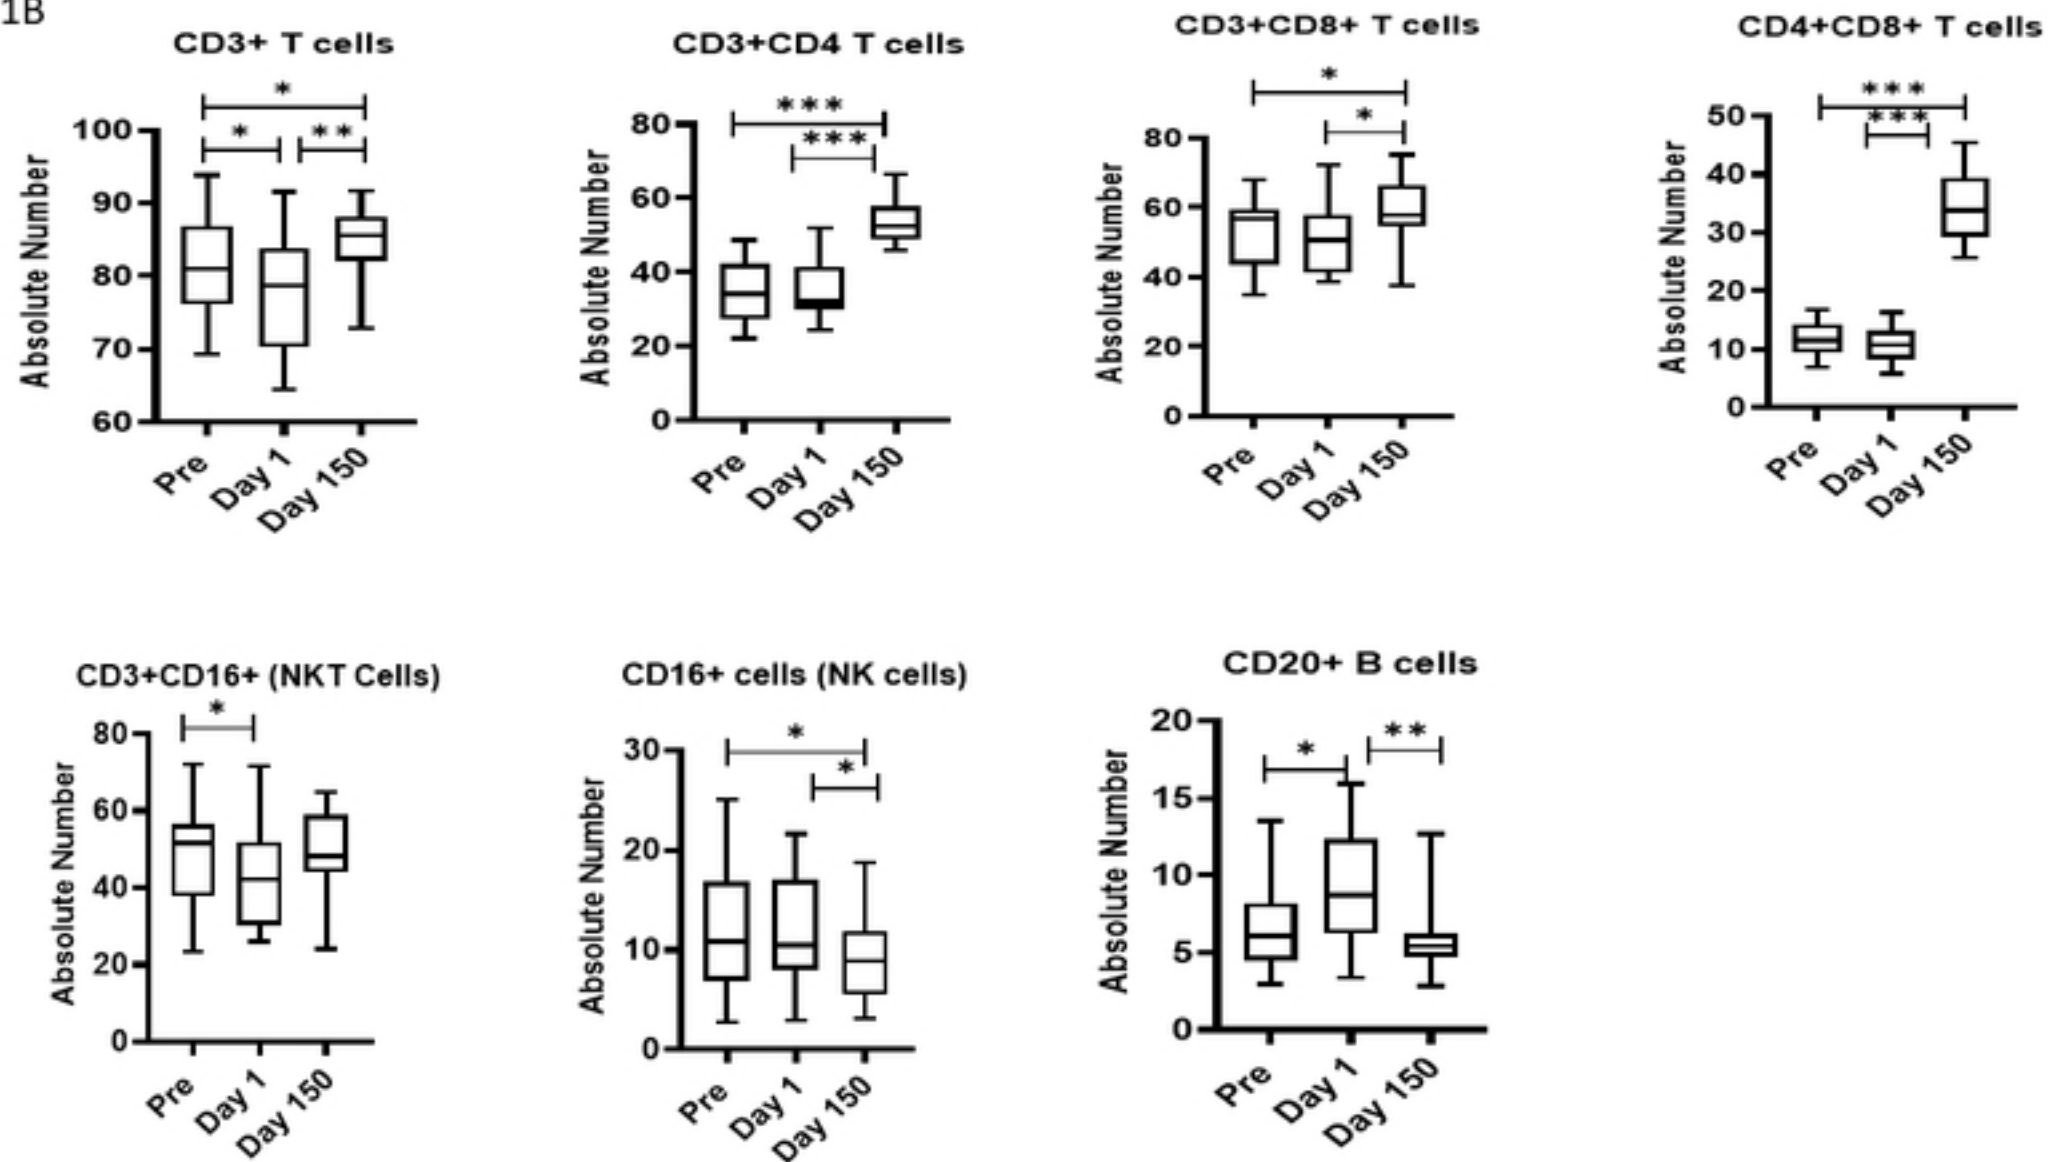 1B
CD3+ T cells
*
* **
100
90
80
70
60
Absolute Number
Pre
Day 1
Day 150
CD3+CD4 T cells
***
***
80
60
40
20
0
Absolute Number
Pre
Day 1
Day 150
CD3+CD8+ T cells
*
*
80
60
40
20
0
Absolute Number
Pre
Day 1
Day 150
CD4+CD8+ T cells
***
***
50
40
30
20
10
0
Absolute Number
Pre
Day 1
Day 150
CD3+CD16+ (NKT Cells)
*
80
60
40
20
0
Absolute Number
Pre
Day 1
Day 150
CD16+ cells (NK cells)
*
*
30
20
10
0
Absolute Number
Pre
Day 1
Day 150
CD20+ B cells
* **
20
15
10
5
0
Absolute Number
Pre
Day 1
Day 150